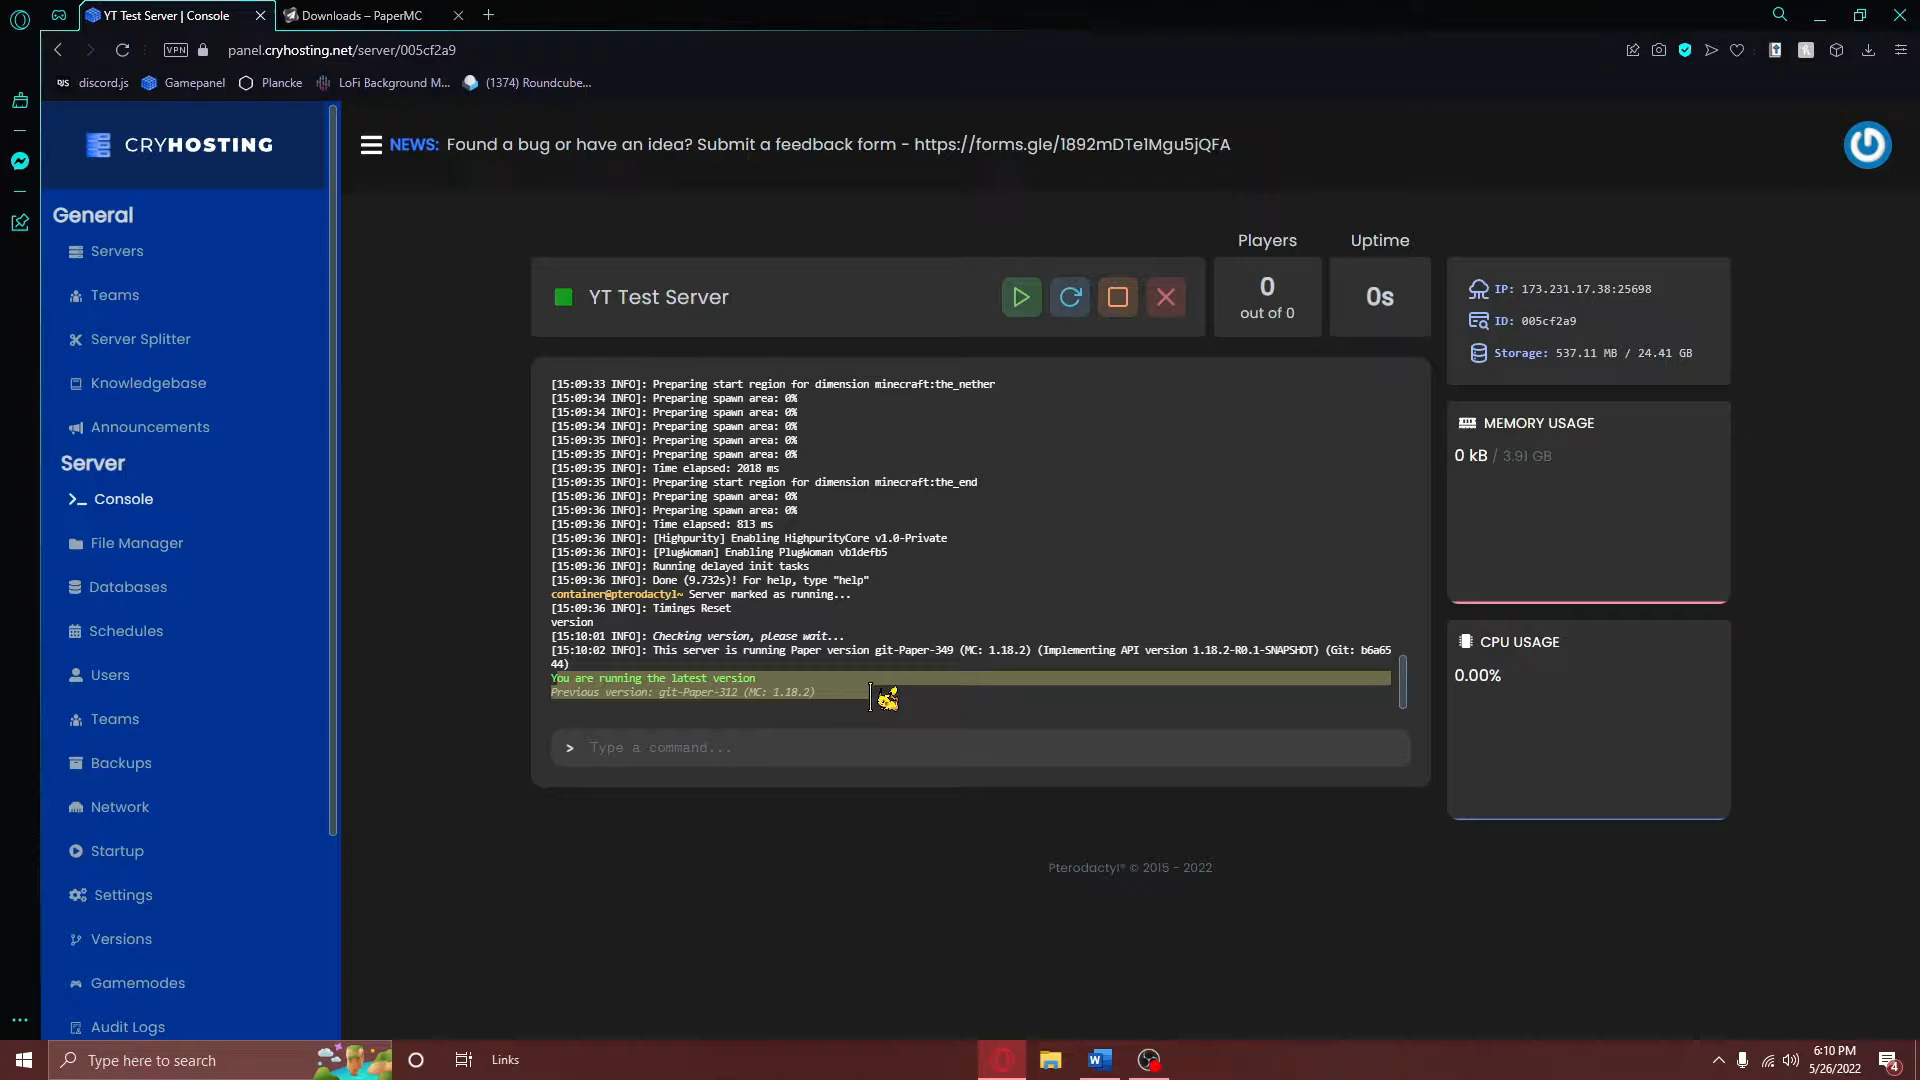 YT Test Server | Console
Downloads – PaperMC
VPN
panel.cryhosting.net/server/005cf2a9
DJS discord.js
Gamepanel
Plancke
LoFi Background M...
(1374) Roundcube...
CRYHOSTING
NEWS: Found a bug or have an idea? Submit a feedback form - https://forms.gle/1892mDTe1Mgu5jQFA
General
Servers
Teams
Server Splitter
Knowledgebase
Announcements
Server
Console
File Manager
Databases
Schedules
Users
Teams
Backups
Network
Startup
Settings
Versions
Gamemodes
Audit Logs
YT Test Server
Players
0
out of 0
Uptime
0s
IP: 173.231.17.38:25698
ID: 005cf2a9
Storage: 537.11 MB / 24.41 GB
[15:09:33 INFO]: Preparing start region for dimension minecraft:the_nether
[15:09:34 INFO]: Preparing spawn area: 0%
[15:09:34 INFO]: Preparing spawn area: 0%
[15:09:34 INFO]: Preparing spawn area: 0%
[15:09:35 INFO]: Preparing spawn area: 0%
[15:09:35 INFO]: Preparing spawn area: 0%
[15:09:35 INFO]: Time elapsed: 2018 ms
[15:09:35 INFO]: Preparing start region for dimension minecraft:the_end
[15:09:36 INFO]: Preparing spawn area: 0%
[15:09:36 INFO]: Preparing spawn area: 0%
[15:09:36 INFO]: Time elapsed: 813 ms
[15:09:36 INFO]: [Highpurity] Enabling HighpurityCore v1.0-Private
[15:09:36 INFO]: [PlugWoman] Enabling PlugWoman vb1defb5
[15:09:36 INFO]: Running delayed init tasks
[15:09:36 INFO]: Done (9.732s)! For help, type "help"
container@pterodactyl~ Server marked as running...
[15:09:36 INFO]: Timings Reset
version
[15:10:01 INFO]: Checking version, please wait...
[15:10:02 INFO]: This server is running Paper version git-Paper-349 (MC: 1.18.2) (Implementing API version 1.18.2-R0.1-SNAPSHOT) (Git: b6a65
44)
You are running the latest version
Previous version: git-Paper-312 (MC: 1.18.2)
> Type a command...
MEMORY USAGE
0 kB / 3.91 GB
CPU USAGE
0.00%
Pterodactyl® © 2015 - 2022
Type here to search
Links
6:10 PM
5/26/2022
4